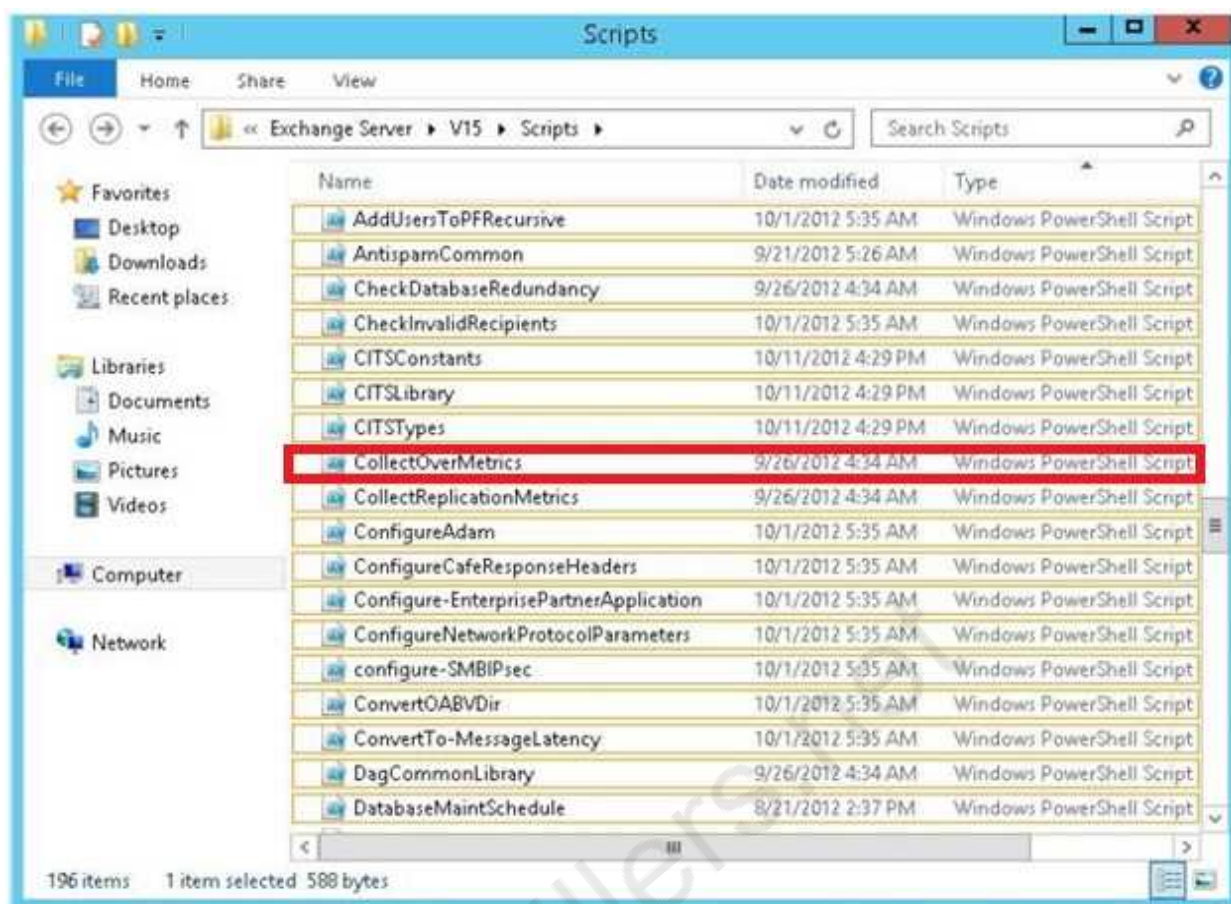 Scripts
File Home Share View
« Exchange Server ▸ V15 ▸ Scripts ▸
Search Scripts
Favorites
Desktop
Downloads
Recent places
Libraries
Documents
Music
Pictures
Videos
Computer
Network
Name Date modified Type
AddUsersToPFRecursive 10/1/2012 5:35 AM Windows PowerShell Script
AntispamCommon 9/21/2012 5:26 AM Windows PowerShell Script
CheckDatabaseRedundancy 9/26/2012 4:34 AM Windows PowerShell Script
CheckInvalidRecipients 10/1/2012 5:35 AM Windows PowerShell Script
CITSConstants 10/11/2012 4:29 PM Windows PowerShell Script
CITSLibrary 10/11/2012 4:29 PM Windows PowerShell Script
CITSTypes 10/11/2012 4:29 PM Windows PowerShell Script
CollectOverMetrics 9/26/2012 4:34 AM Windows PowerShell Script
CollectReplicationMetrics 9/26/2012 4:34 AM Windows PowerShell Script
ConfigureAdam 10/1/2012 5:35 AM Windows PowerShell Script
ConfigureCafeResponseHeaders 10/1/2012 5:35 AM Windows PowerShell Script
Configure-EnterprisePartnerApplication 10/1/2012 5:35 AM Windows PowerShell Script
ConfigureNetworkProtocolParameters 10/1/2012 5:35 AM Windows PowerShell Script
configure-SMBIPsec 10/1/2012 5:35 AM Windows PowerShell Script
ConvertOABVDir 10/1/2012 5:35 AM Windows PowerShell Script
ConvertTo-MessageLatency 10/1/2012 5:35 AM Windows PowerShell Script
DagCommonLibrary 9/26/2012 4:34 AM Windows PowerShell Script
DatabaseMaintSchedule 8/21/2012 2:37 PM Windows PowerShell Script
196 items 1 item selected 588 bytes